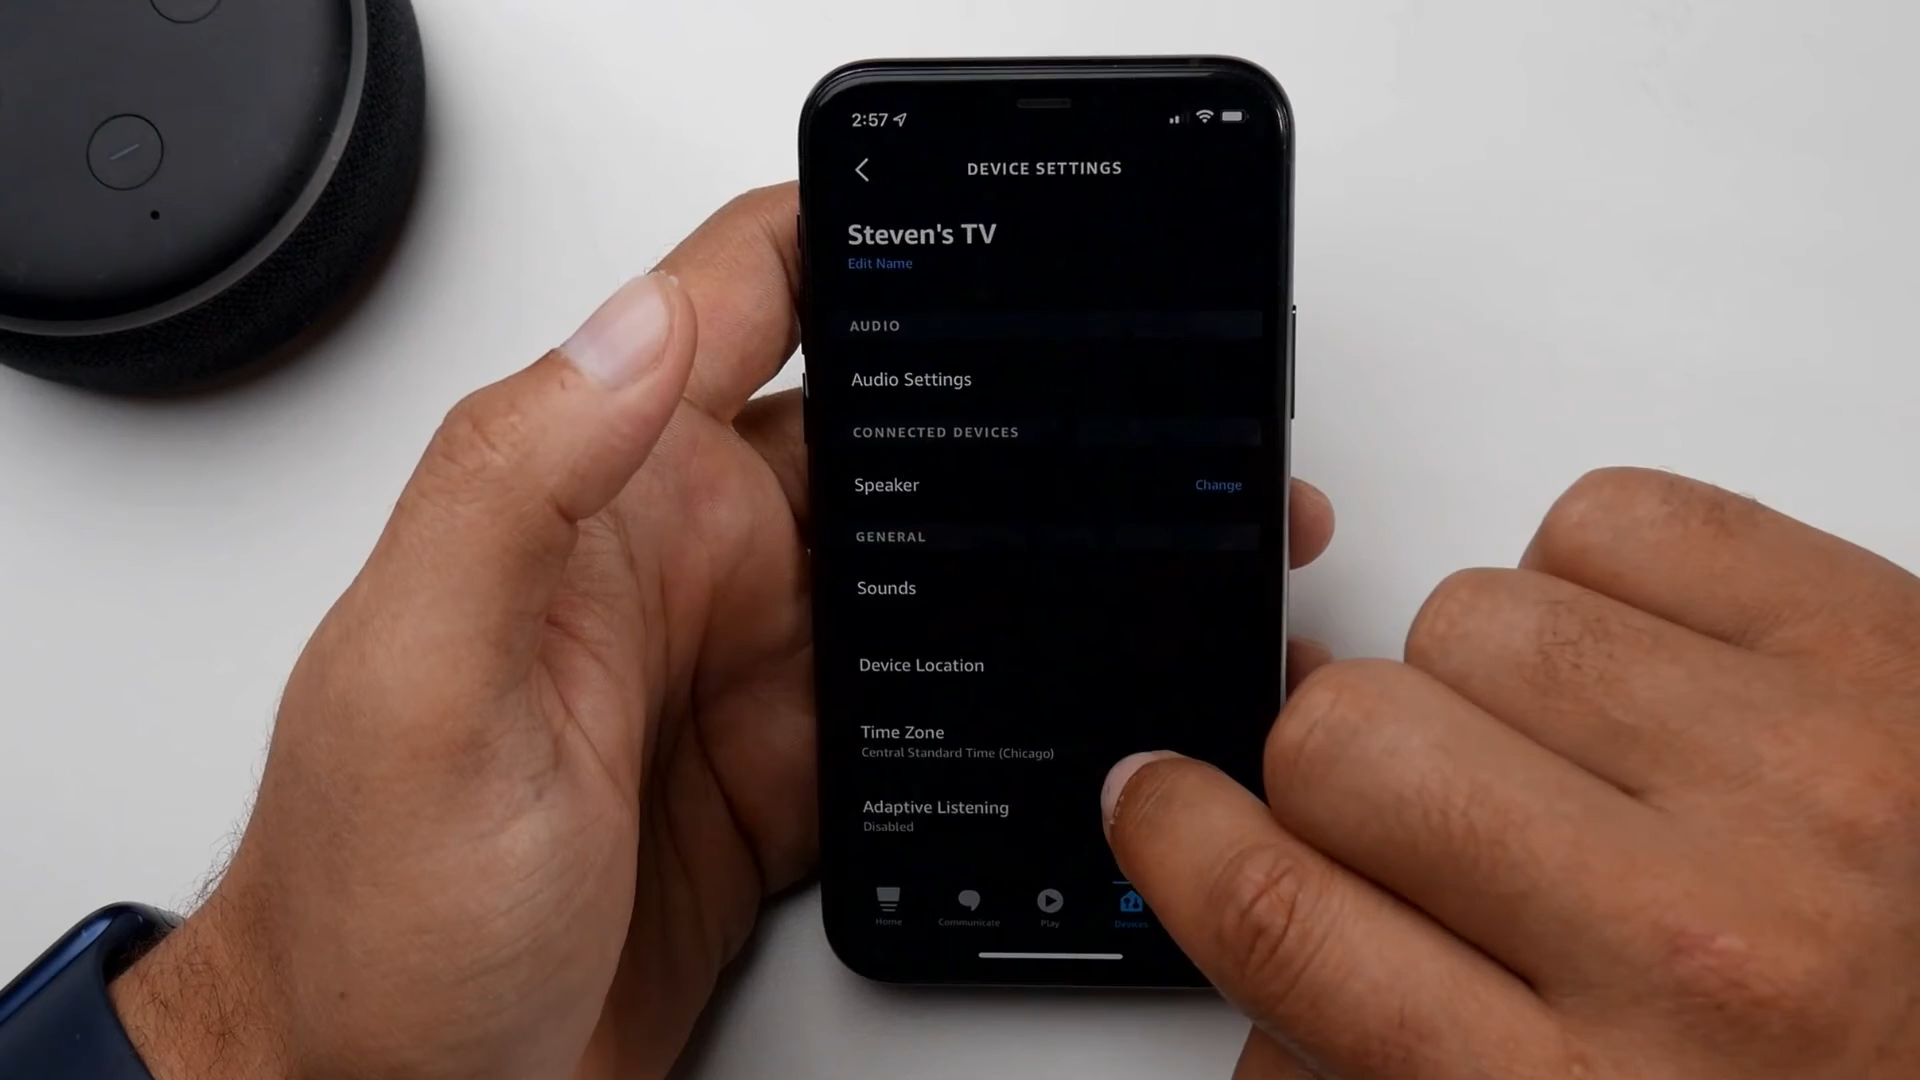 2:57
DEVICE SETTINGS
Steven's TV
Edit Name
AUDIO
Audio Settings
CONNECTED DEVICES
Speaker Change
GENERAL
Sounds
Device Location
Time Zone
Central Standard Time (Chicago)
Adaptive Listening
Disabled
Home Communicate Play Devices